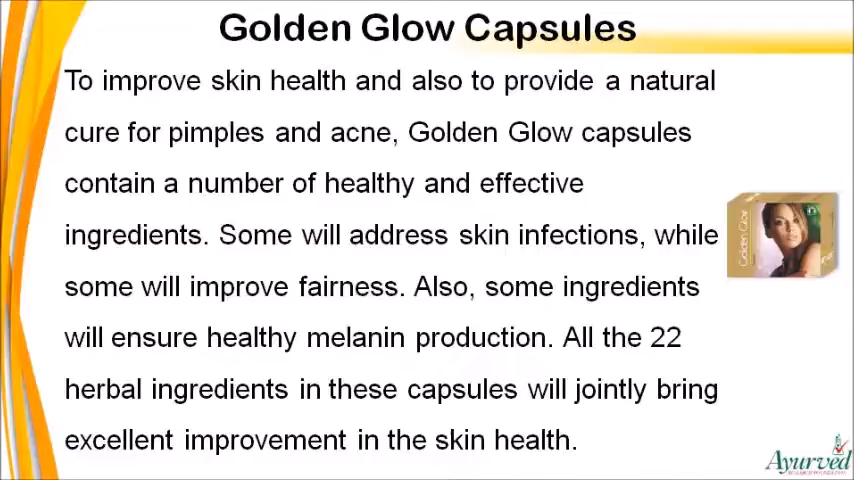 Golden Glow Capsules
To improve skin health and also to provide a natural
cure for pimples and acne, Golden Glow capsules
contain a number of healthy and effective
ingredients. Some will address skin infections, while
some will improve fairness. Also, some ingredients
will ensure healthy melanin production. All the 22
herbal ingredients in these capsules will jointly bring
excellent improvement in the skin health.
Golden Glow
Ayurved